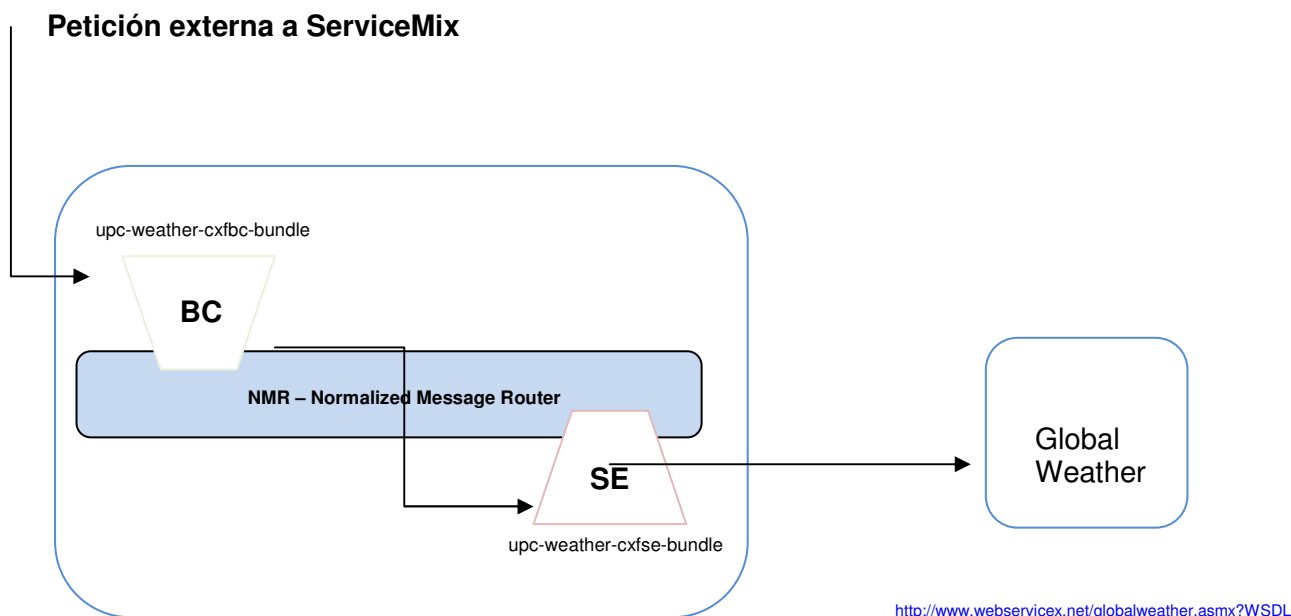 Petición externa a ServiceMix
upc-weather-cxfbc-bundle
BC
NMR – Normalized Message Router
SE
upc-weather-cxfse-bundle
Global
Weather
http://www.webservicex.net/globalweather.asmx?WSDL